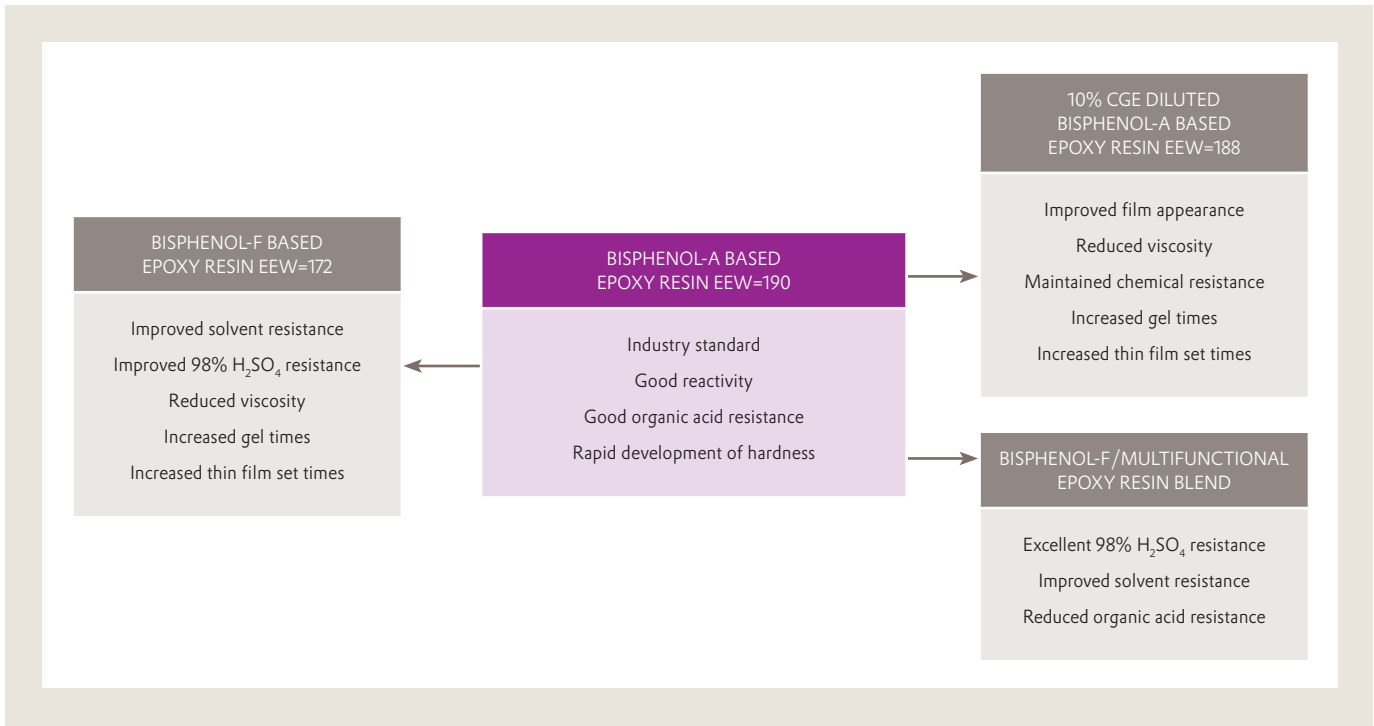 BISPHENOL-F BASED
EPOXY RESIN EEW=172
Improved solvent resistance
Improved 98% H₂SO₄ resistance
Reduced viscosity
Increased gel times
Increased thin film set times
BISPHENOL-A BASED
EPOXY RESIN EEW=190
Industry standard
Good reactivity
Good organic acid resistance
Rapid development of hardness
10% CGE DILUTED
BISPHENOL-A BASED
EPOXY RESIN EEW=188
Improved film appearance
Reduced viscosity
Maintained chemical resistance
Increased gel times
Increased thin film set times
BISPHENOL-F/MULTIFUNCTIONAL
EPOXY RESIN BLEND
Excellent 98% H₂SO₄ resistance
Improved solvent resistance
Reduced organic acid resistance